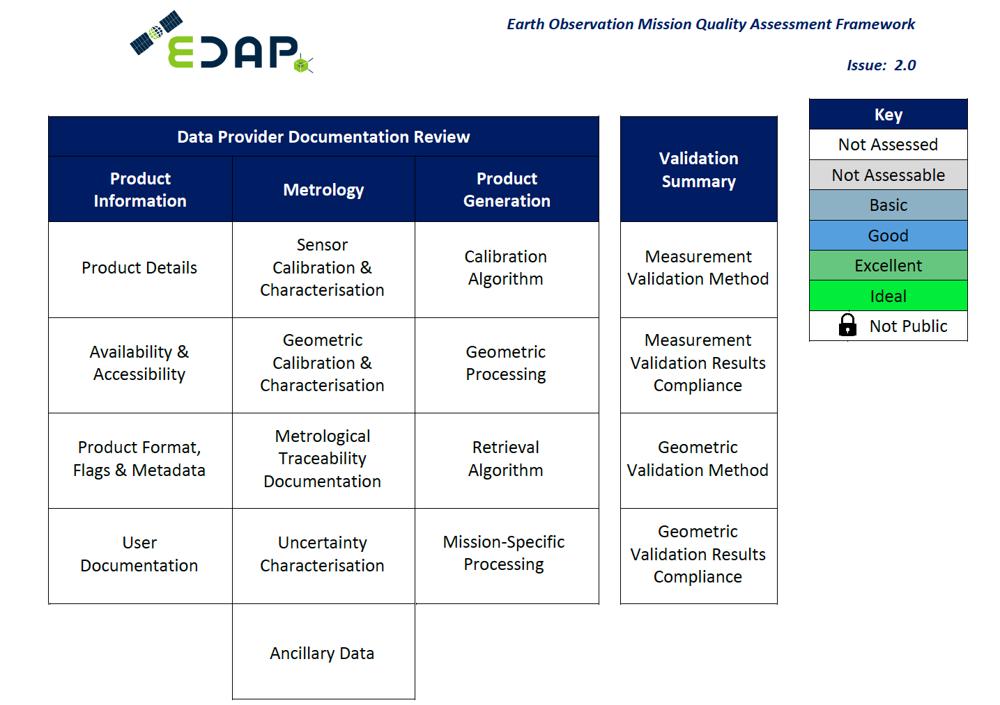 EDAP
Earth Observation Mission Quality Assessment Framework
Issue: 2.0
Data Provider Documentation Review
Product
Information
Metrology
Product
Generation
Product Details
Sensor
Calibration &
Characterisation
Calibration
Algorithm
Availability &
Accessibility
Geometric
Calibration &
Characterisation
Geometric
Processing
Product Format,
Flags & Metadata
Metrological
Traceability
Documentation
Retrieval
Algorithm
User
Documentation
Uncertainty
Characterisation
Mission-Specific
Processing
Ancillary Data
Validation
Summary
Measurement
Validation Method
Measurement
Validation Results
Compliance
Geometric
Validation Method
Geometric
Validation Results
Compliance
Key
Not Assessed
Not Assessable
Basic
Good
Excellent
Ideal
Not Public